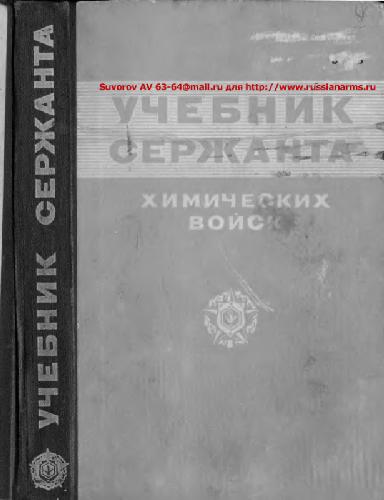 Suvorov AV 63-64@mail.ru для http://www.russianarms.ru
УЧЕБНИК
СЕРЖАНТА
ХИМИЧЕСКИХ
ВОЙСК
УЧЕБНИК СЕРЖАНТА